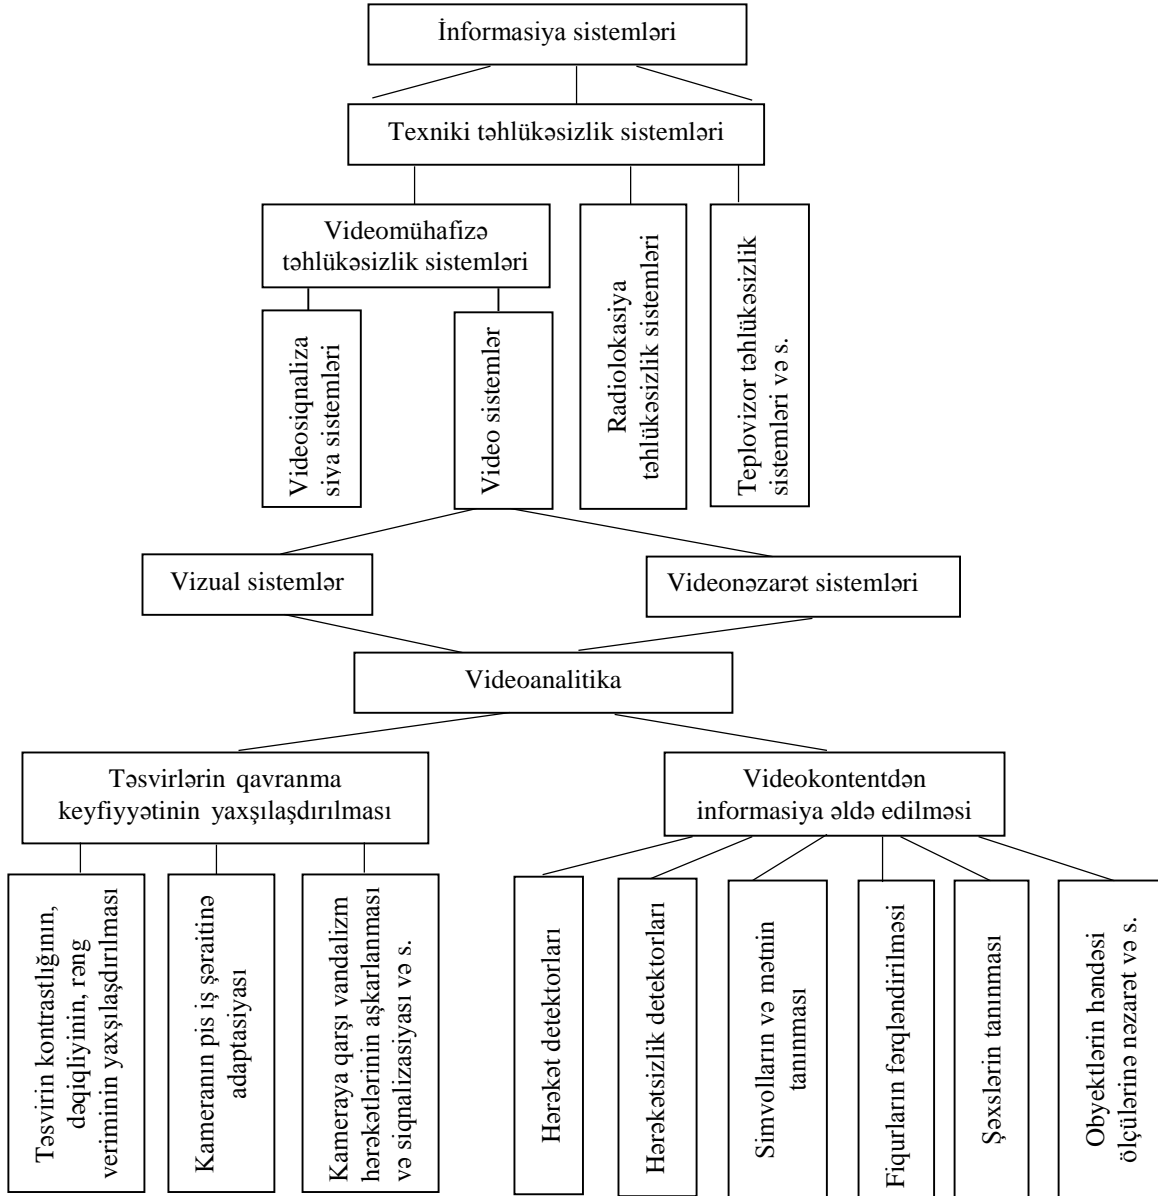 İnformasiya sistemləri
Texniki təhlükəsizlik sistemləri
Videomühafizə
təhlükəsizlik sistemləri
Radiolokasiya
təhlükəsizlik sistemləri
Teplovizor təhlükəsizlik
sistemləri və s.
Videosiqnaliza
siya sistemləri
Video sistemlər
Vizual sistemlər
Videonəzarət sistemləri
Videoanalitika
Təsvirlərin qavranma
keyfiyyətinin yaxşılaşdırılması
Videokontentdən
informasiya əldə edilməsi
Təsvirin kontrastlığının,
dəqiqliyinin, rəng
veriminin yaxşılaşdırılması
Kameranın pis iş şəraitinə
adaptasiyası
Kameraya qarşı vandalizm
hərəkətlərinin aşkarlanması
və siqnalizasiyası və s.
Hərəkət detektorları
Hərəkətsizlik detektorları
Simvolların və mətnin
tanınması
Fiqurların fərqləndirilməsi
Şəxslərin tanınması
Obyektlərin həndəsi
ölçülərinə nəzarət və s.